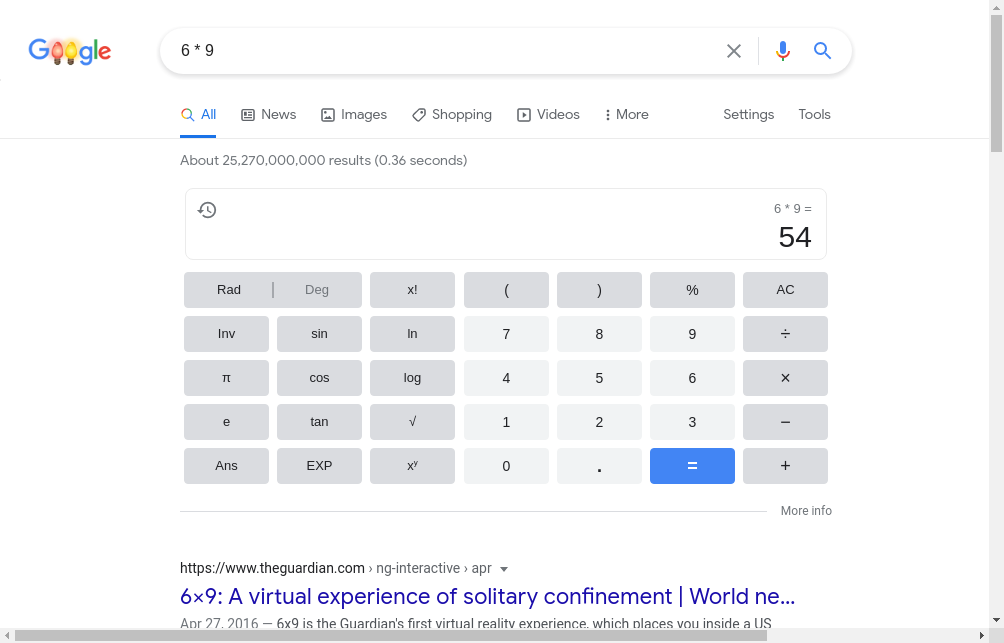 Google
6 * 9
All News Images Shopping Videos More Settings Tools
About 25,270,000,000 results (0.36 seconds)
6 * 9 =
54
Rad | Deg x! ( ) % AC
Inv sin ln 7 8 9 ÷
π cos log 4 5 6 ×
e tan √ 1 2 3 −
Ans EXP xʸ 0 . = +
More info
https://www.theguardian.com › ng-interactive › apr
6×9: A virtual experience of solitary confinement | World ne...
Apr 27, 2016 — 6x9 is the Guardian's first virtual reality experience, which places you inside a US